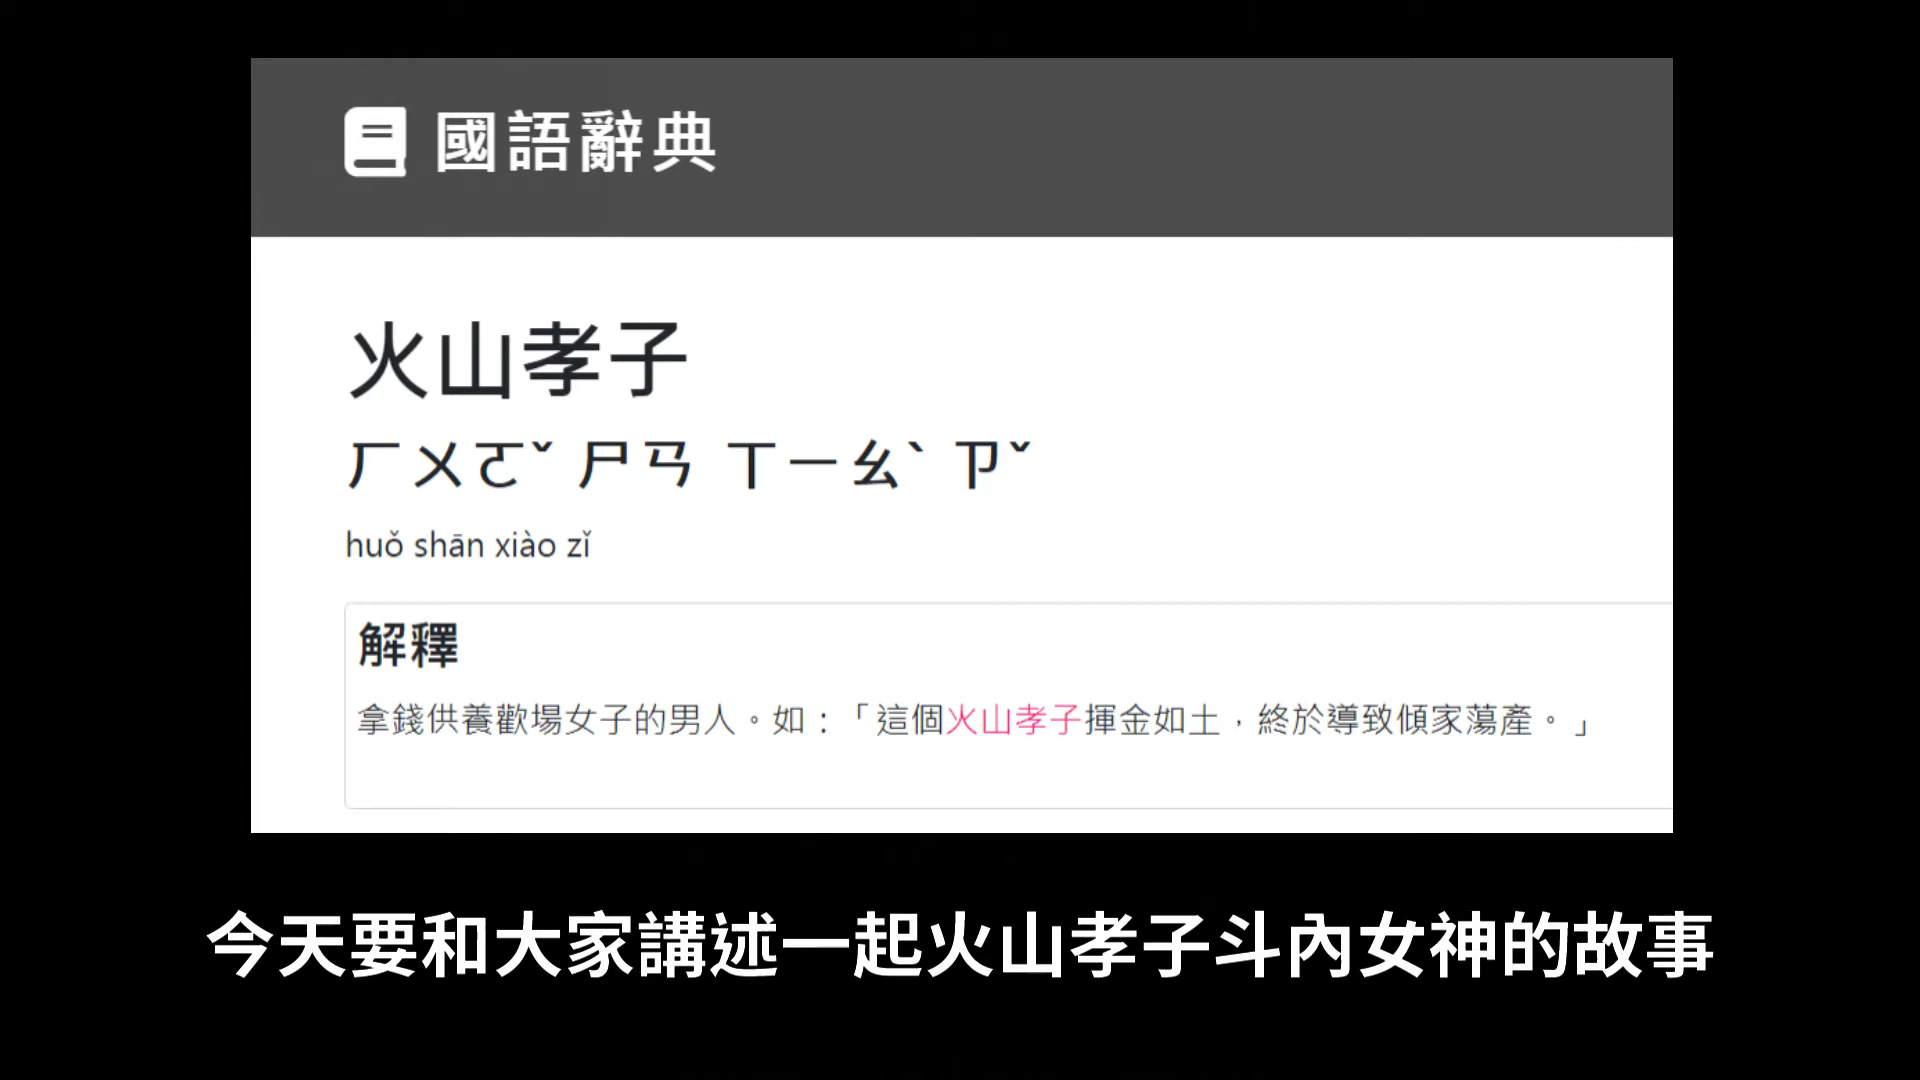 國語辭典
火山孝子
ㄏㄨㄛˇ ㄕㄢ ㄒㄧㄠˋ ㄗˇ
huǒ shān xiào zǐ
解釋
拿錢供養歡場女子的男人。如：「這個火山孝子揮金如土，終於導致傾家蕩產。」
今天要和大家講述一起火山孝子斗內女神的故事